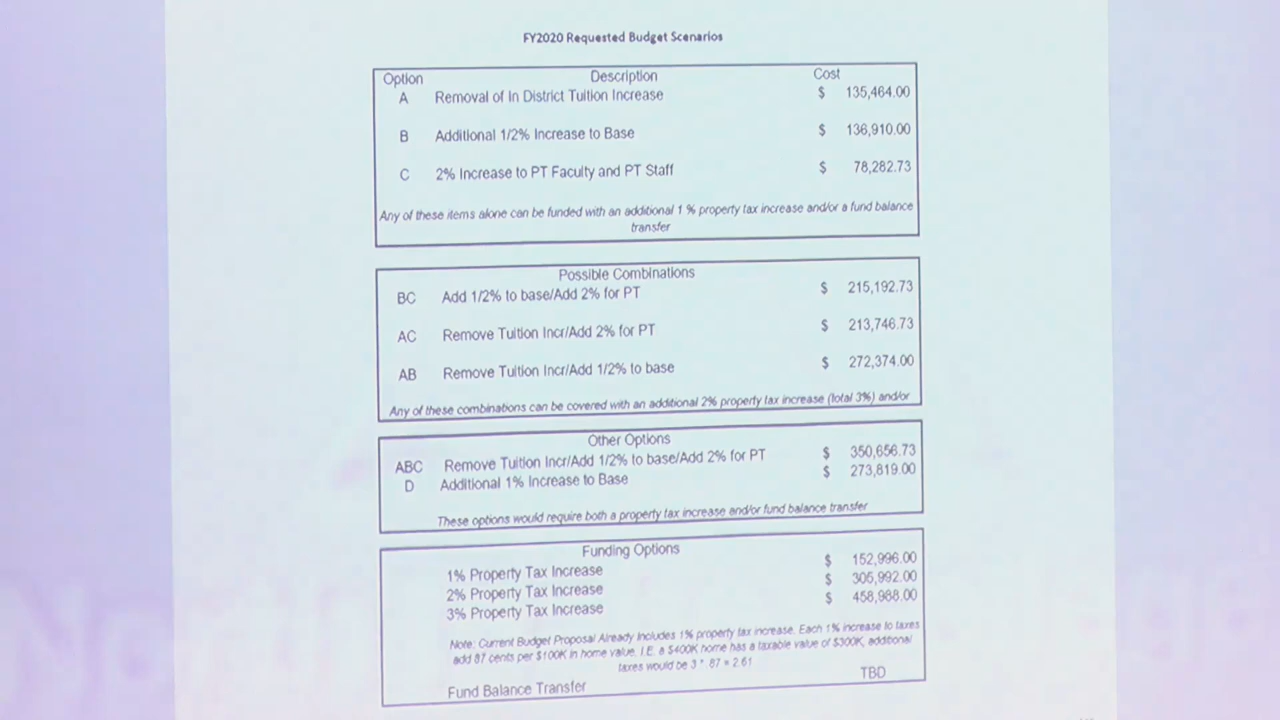 FY2020 Requested Budget Scenarios
Option Description Cost
A Removal of In District Tuition Increase $ 135,464.00
B Additional 1/2% Increase to Base $ 136,910.00
C 2% Increase to PT Faculty and PT Staff $ 78,282.73
Any of these items alone can be funded with an additional 1 % property tax increase and/or a fund balance
transfer
Possible Combinations
BC Add 1/2% to base/Add 2% for PT $ 215,192.73
AC Remove Tuition Incr/Add 2% for PT $ 213,746.73
AB Remove Tuition Incr/Add 1/2% to base $ 272,374.00
Any of these combinations can be covered with an additional 2% property tax increase (total 3%) and/or
Other Options
ABC Remove Tuition Incr/Add 1/2% to base/Add 2% for PT $ 350,656.73
D Additional 1% Increase to Base $ 273,819.00
These options would require both a property tax increase and/or fund balance transfer
Funding Options
1% Property Tax Increase $ 152,996.00
2% Property Tax Increase $ 305,992.00
3% Property Tax Increase $ 458,988.00
Note: Current Budget Proposal Already Includes 1% property tax increase. Each 1% increase to taxes
add 87 cents per $100K in home value. I.E. a $400K home has a taxable value of $300K, additional
taxes would be 3 * .87 = 2.61
Fund Balance Transfer TBD